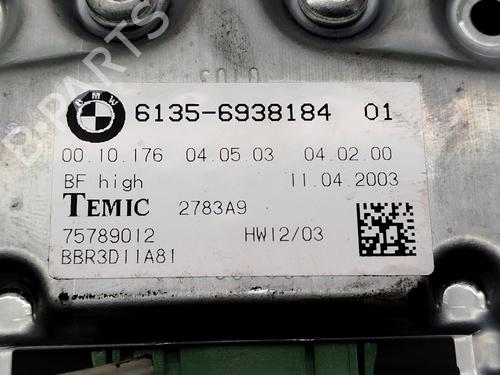 BMW
6135-6938184 01
00.10.176 04.05.03 04.02.00
BF high 11.04.2003
TEMIC 2783A9
75789012 HW12/03
BBR3D11A81
B-PARTS